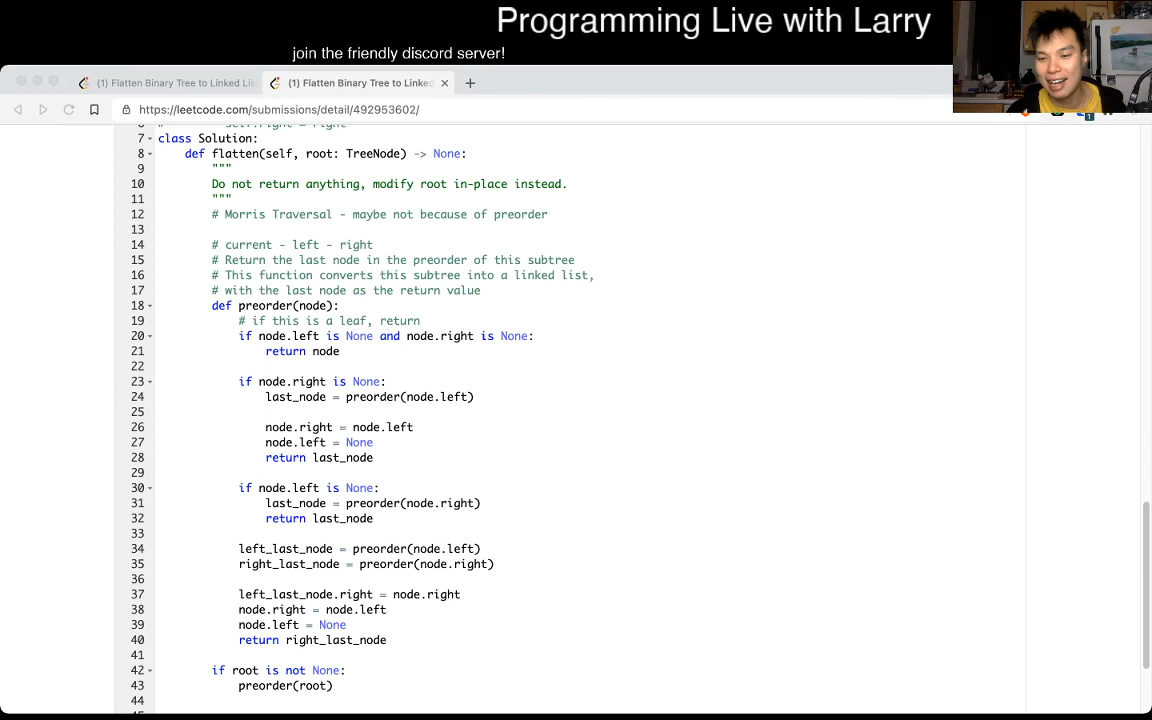 Programming Live with Larry
join the friendly discord server!
(1) Flatten Binary Tree to Linked Lis
(1) Flatten Binary Tree to Linked
https://leetcode.com/submissions/detail/492953602/
7 class Solution:
8 def flatten(self, root: TreeNode) -> None:
9 """
10 Do not return anything, modify root in-place instead.
11 """
12 # Morris Traversal - maybe not because of preorder
13
14 # current - left - right
15 # Return the last node in the preorder of this subtree
16 # This function converts this subtree into a linked list,
17 # with the last node as the return value
18 def preorder(node):
19 # if this is a leaf, return
20 if node.left is None and node.right is None:
21 return node
22
23 if node.right is None:
24 last_node = preorder(node.left)
25
26 node.right = node.left
27 node.left = None
28 return last_node
29
30 if node.left is None:
31 last_node = preorder(node.right)
32 return last_node
33
34 left_last_node = preorder(node.left)
35 right_last_node = preorder(node.right)
36
37 left_last_node.right = node.right
38 node.right = node.left
39 node.left = None
40 return right_last_node
41
42 if root is not None:
43 preorder(root)
44